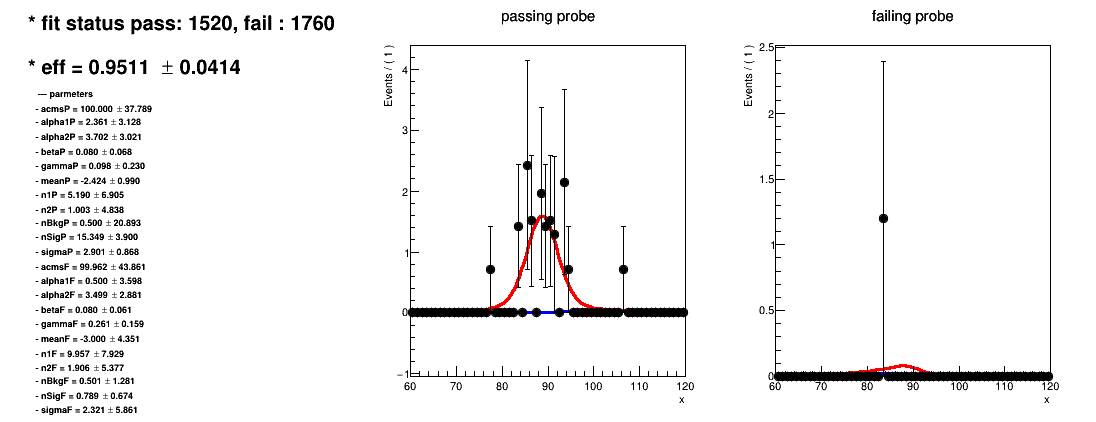 * fit status pass: 1520, fail : 1760
* eff = 0.9511 ± 0.0414
--- parmeters
- acmsP = 100.000 ± 37.789
- alpha1P = 2.361 ± 3.128
- alpha2P = 3.702 ± 3.021
- betaP = 0.080 ± 0.068
- gammaP = 0.098 ± 0.230
- meanP = -2.424 ± 0.990
- n1P = 5.190 ± 6.905
- n2P = 1.003 ± 4.838
- nBkgP = 0.500 ± 20.893
- nSigP = 15.349 ± 3.900
- sigmaP = 2.901 ± 0.868
- acmsF = 99.962 ± 43.861
- alpha1F = 0.500 ± 3.598
- alpha2F = 3.499 ± 2.881
- betaF = 0.080 ± 0.061
- gammaF = 0.261 ± 0.159
- meanF = -3.000 ± 4.351
- n1F = 9.957 ± 7.929
- n2F = 1.906 ± 5.377
- nBkgF = 0.501 ± 1.281
- nSigF = 0.789 ± 0.674
- sigmaF = 2.321 ± 5.861
passing probe
Events / ( 1 )
4
3
2
1
0
−1
60 70 80 90 100 110 120
x
failing probe
Events / ( 1 )
2.5
2
1.5
1
0.5
0
60 70 80 90 100 110 120
x